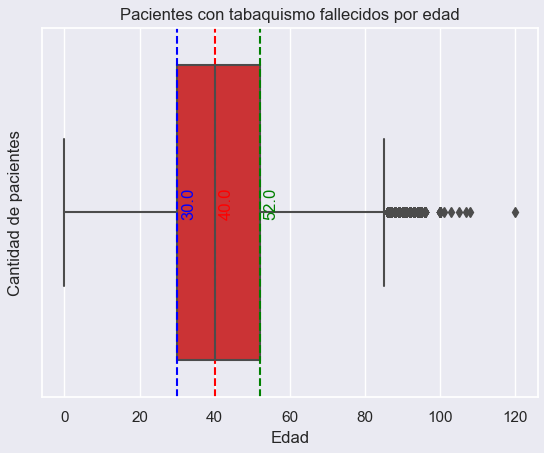 Pacientes con tabaquismo fallecidos por edad
Cantidad de pacientes
30.0
40.0
52.0
0 20 40 60 80 100 120
Edad